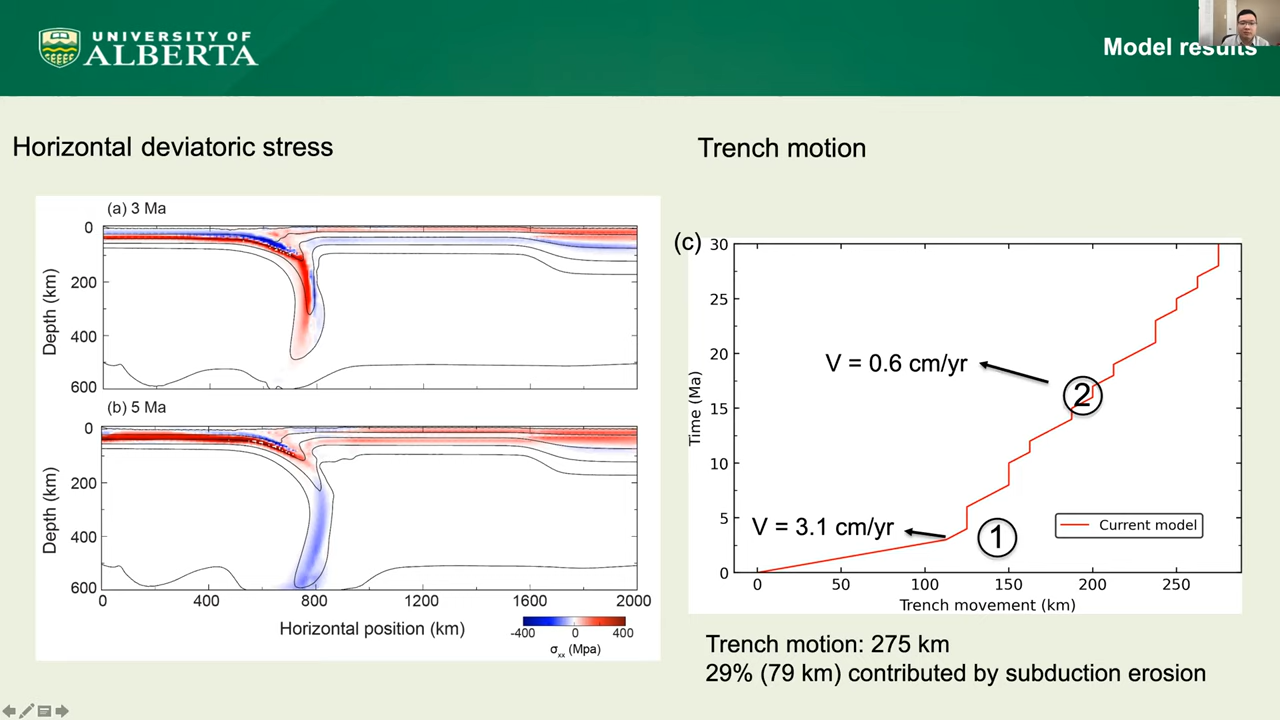 UNIVERSITY OF
ALBERTA
Model results
Horizontal deviatoric stress
Trench motion
(a) 3 Ma
0
200
400
600
Depth (km)
(b) 5 Ma
0
200
400
600
Depth (km)
0 400 800 1200 1600 2000
Horizontal position (km)
-400 0 400
σxx (Mpa)
(c)
30
25
20
15
10
5
0
Time (Ma)
V = 0.6 cm/yr
2
V = 3.1 cm/yr
1
Current model
0 50 100 150 200 250
Trench movement (km)
Trench motion: 275 km
29% (79 km) contributed by subduction erosion